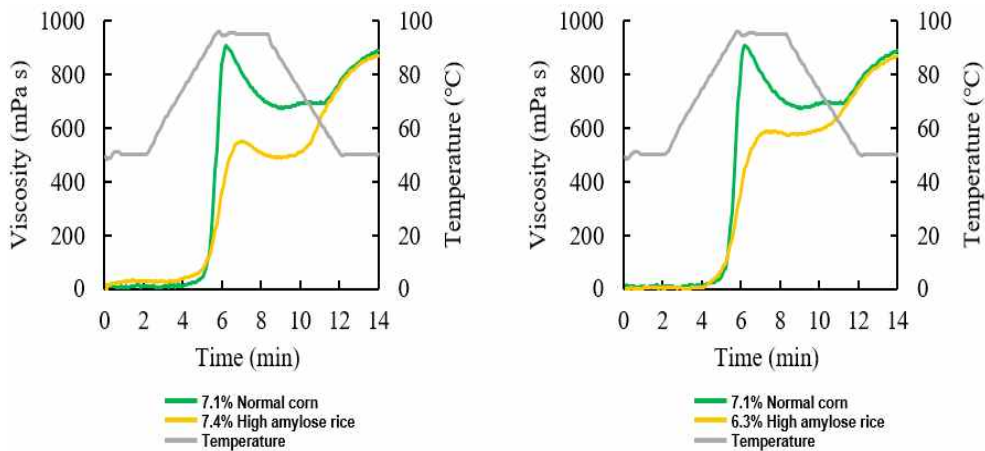 1000
800
600
400
200
0
Viscosity (mPa s)
100
80
60
40
20
0
Temperature (°C)
0 2 4 6 8 10 12 14
Time (min)
7.1% Normal corn
7.4% High amylose rice
Temperature
1000
800
600
400
200
0
Viscosity (mPa s)
100
80
60
40
20
0
Temperature (°C)
0 2 4 6 8 10 12 14
Time (min)
7.1% Normal corn
6.3% High amylose rice
Temperature